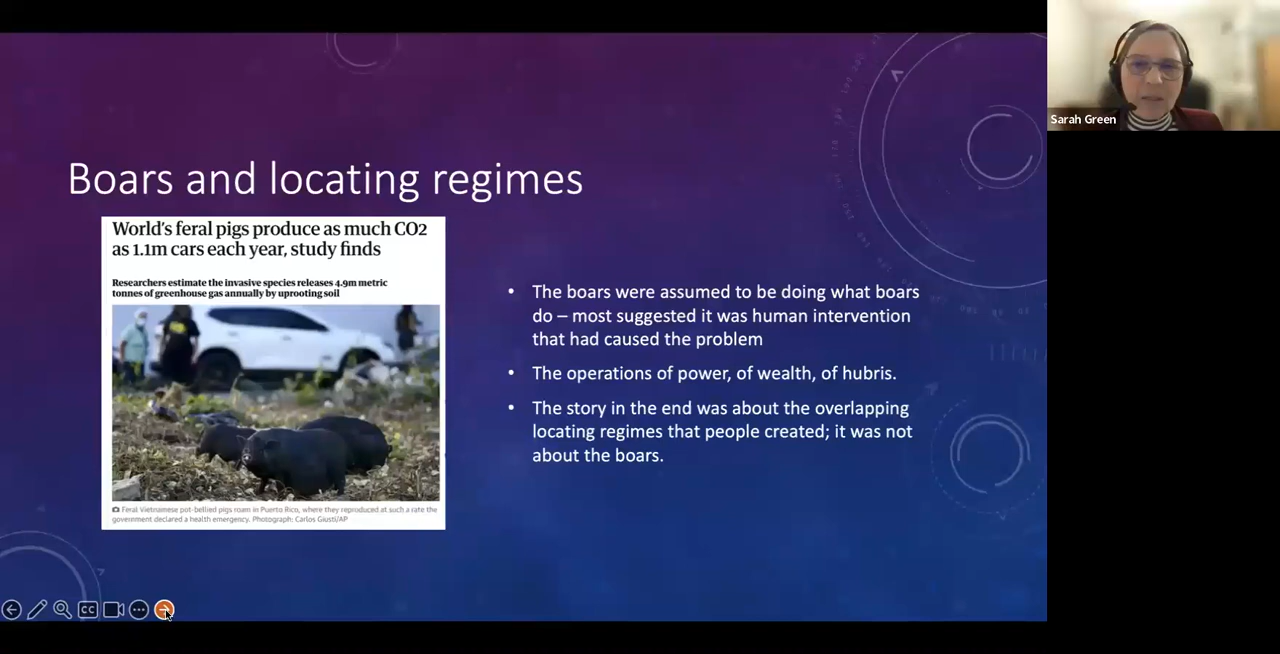 Sarah Green
Boars and locating regimes
World's feral pigs produce as much CO2
as 1.1m cars each year, study finds
Researchers estimate the invasive species releases 4.9m metric
tonnes of greenhouse gas annually by uprooting soil
Feral Vietnamese pot-bellied pigs roam in Puerto Rico, where they reproduced at such a rate the
government declared a health emergency. Photograph: Carlos Giusti/AP
• The boars were assumed to be doing what boars
do – most suggested it was human intervention
that had caused the problem
• The operations of power, of wealth, of hubris.
• The story in the end was about the overlapping
locating regimes that people created; it was not
about the boars.
CC